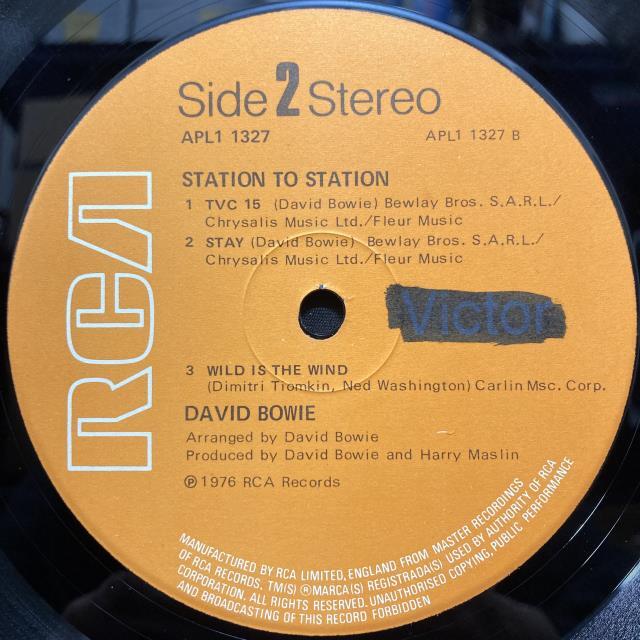 Side 2 Stereo
APL1 1327
APL1 1327 B
STATION TO STATION
1 TVC 15 (David Bowie) Bewlay Bros. S.A.R.L./
Chrysalis Music Ltd./Fleur Music
2 STAY (David Bowie) Bewlay Bros. S.A.R.L./
Chrysalis Music Ltd./Fleur Music
RCA
Victor
3 WILD IS THE WIND
(Dimitri Tiomkin, Ned Washington) Carlin Msc. Corp.
DAVID BOWIE
Arranged by David Bowie
Produced by David Bowie and Harry Maslin
℗ 1976 RCA Records
MANUFACTURED BY RCA LIMITED, ENGLAND FROM MASTER RECORDINGS
OF RCA RECORDS. TM(S) ® MARCA(S) REGISTRADA(S) USED BY AUTHORITY OF RCA
CORPORATION. ALL RIGHTS RESERVED. UNAUTHORISED COPYING, PUBLIC PERFORMANCE
AND BROADCASTING OF THIS RECORD FORBIDDEN